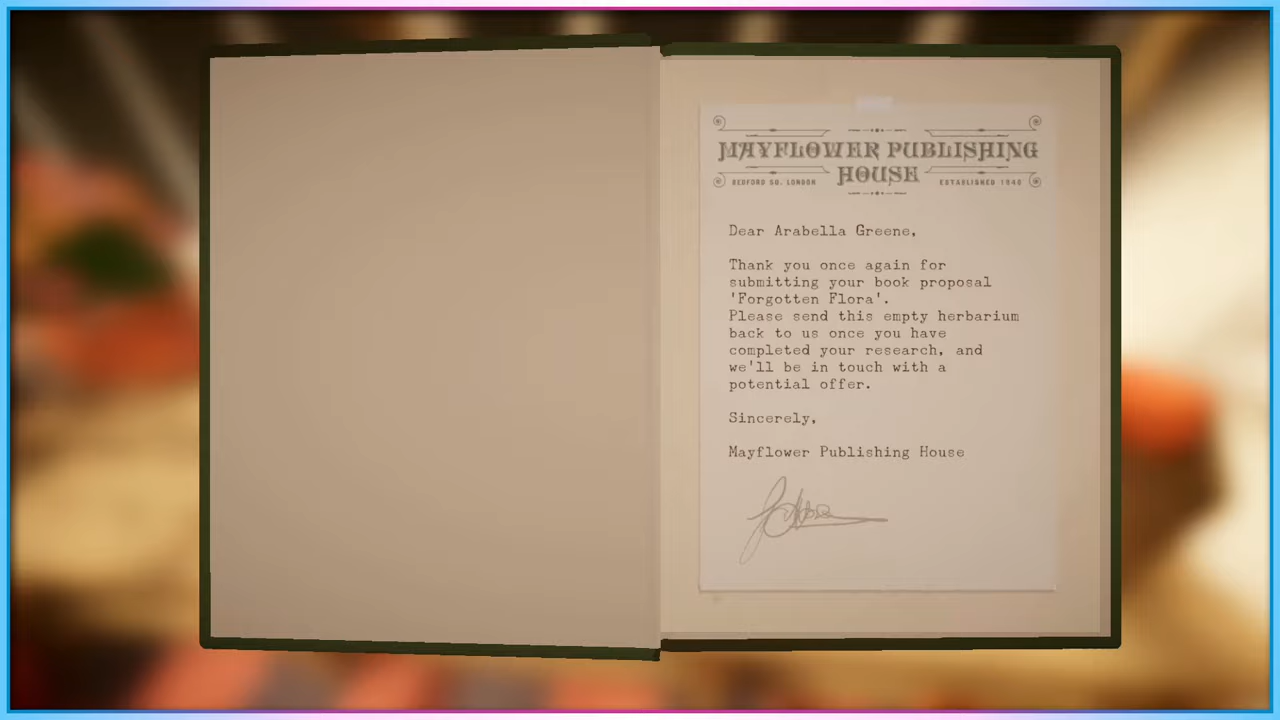 MAYFLOWER PUBLISHING
HOUSE
BEDFORD SQ. LONDON
ESTABLISHED 1840
Dear Arabella Greene,
Thank you once again for
submitting your book proposal
'Forgotten Flora'.
Please send this empty herbarium
back to us once you have
completed your research, and
we'll be in touch with a
potential offer.
Sincerely,
Mayflower Publishing House